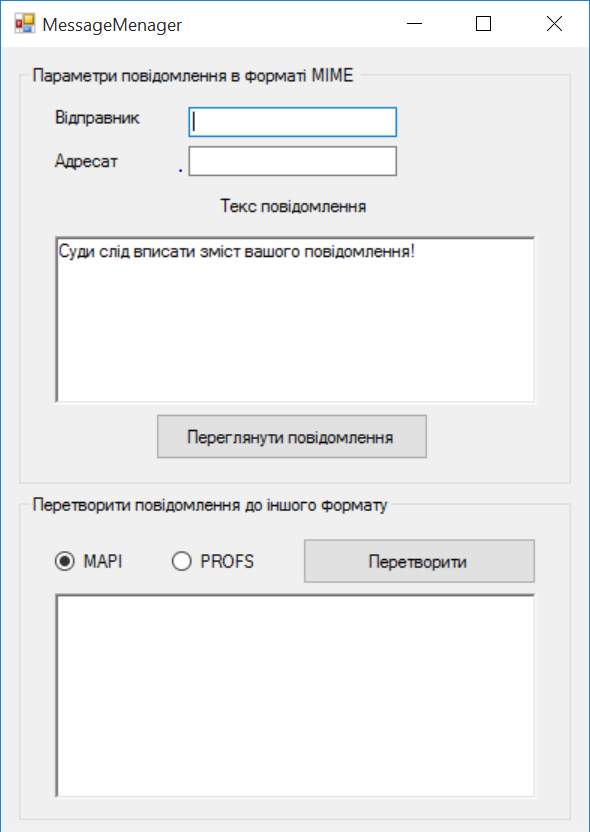 MessageMenager
Параметри повідомлення в форматі MIME
Відправник
Адресат
Текс повідомлення
Суди слід вписати зміст вашого повідомлення!
Переглянути повідомлення
Перетворити повідомлення до іншого формату
MAPI PROFS Перетворити